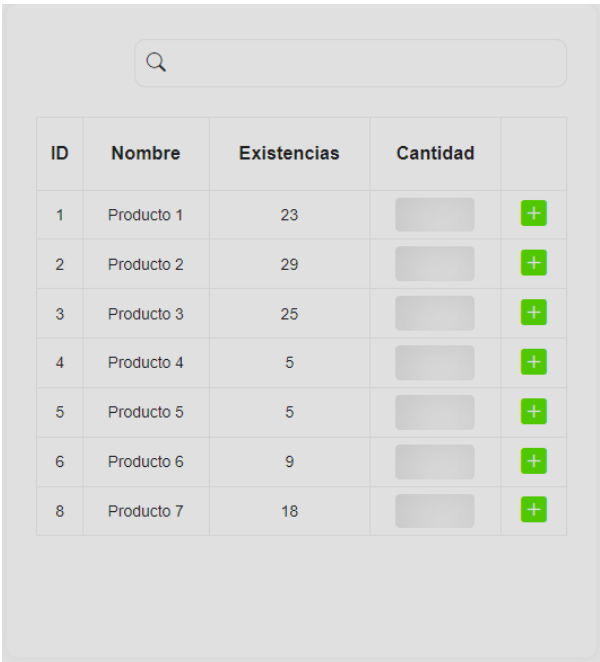 ID Nombre Existencias Cantidad
1 Producto 1 23
2 Producto 2 29
3 Producto 3 25
4 Producto 4 5
5 Producto 5 5
6 Producto 6 9
8 Producto 7 18